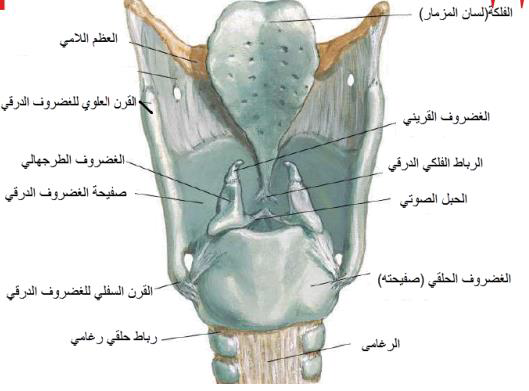 الفلكة(لسان المزمار)
العظم اللامي
القرن العلوي للغضروف الدرقي
الغضروف القريني
الغضروف الطرجهالي
الرباط الفلكي الدرقي
صفيحة الغضروف الدرقي
الحبل الصوتي
الغضروف الحلقي (صفيحته)
القرن السفلي للغضروف الدرقي
رباط حلقي رغامي
الرغامى